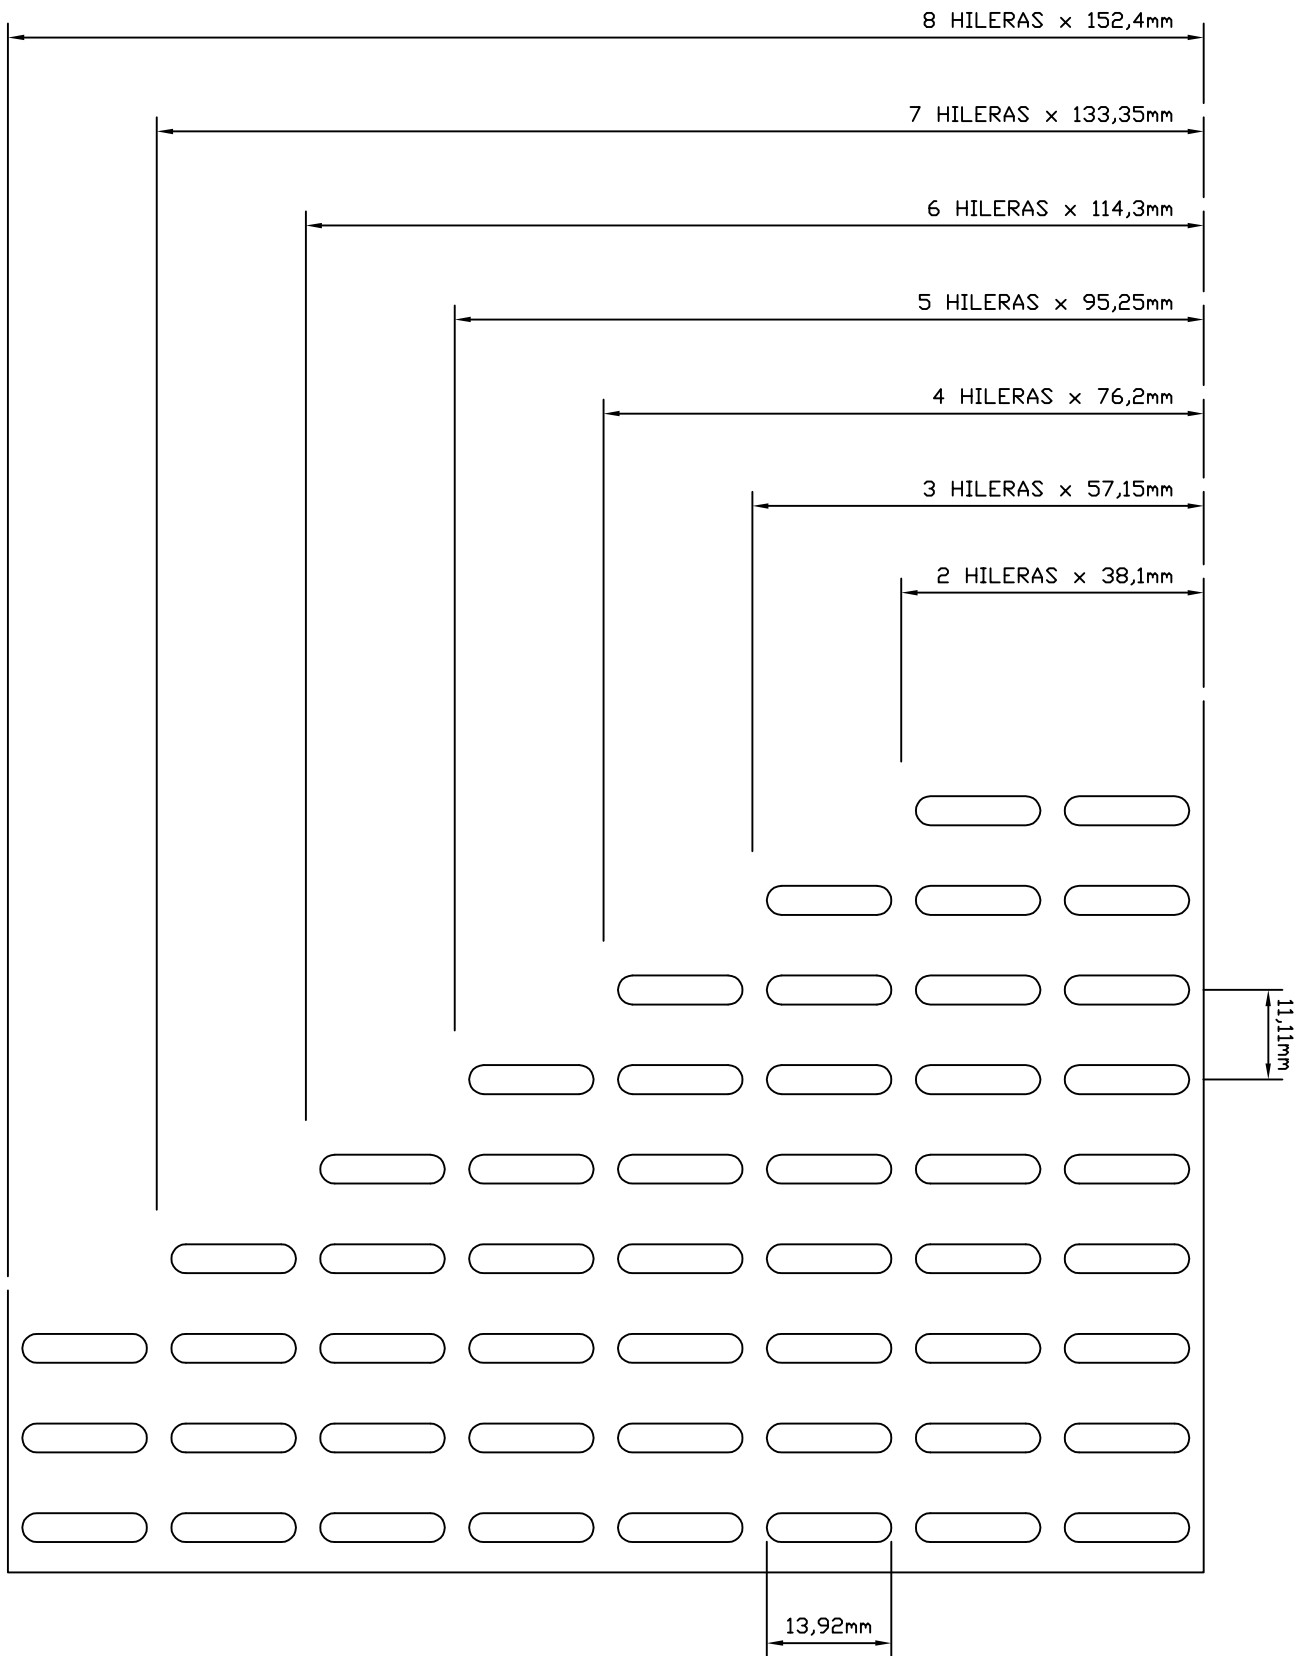 8 HILERAS x 152,4mm
7 HILERAS x 133,35mm
6 HILERAS x 114,3mm
5 HILERAS x 95,25mm
4 HILERAS x 76,2mm
3 HILERAS x 57,15mm
2 HILERAS x 38,1mm
11,11mm
13,92mm